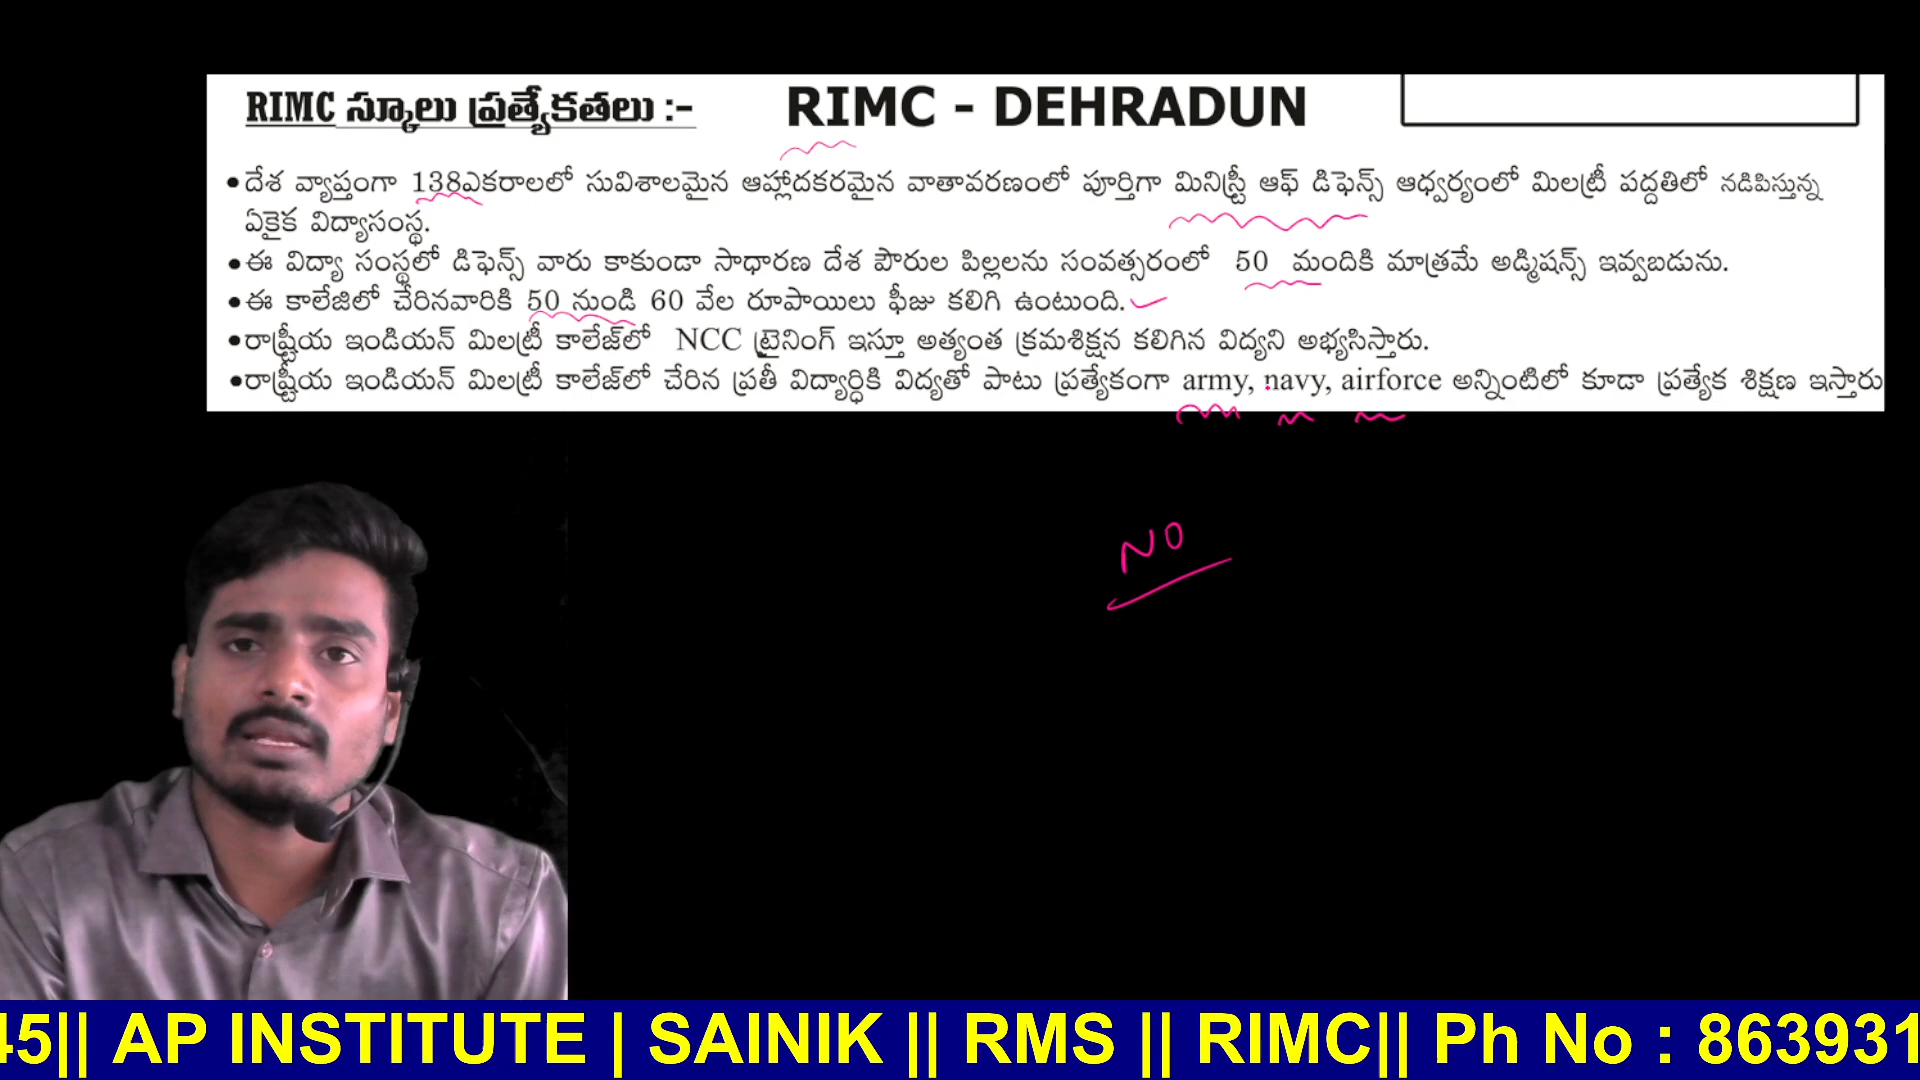 RIMC స్కూలు ప్రత్యేకతలు :-
RIMC - DEHRADUN
•దేశ వ్యాప్తంగా 138ఎకరాలలో సువిశాలమైన ఆహ్లాదకరమైన వాతావరణంలో పూర్తిగా మినిస్ట్రీ ఆఫ్ డిఫెన్స్ ఆధ్వర్యంలో మిలట్రీ పద్దతిలో నడిపిస్తున్న
ఏకైక విద్యాసంస్థ.
•ఈ విద్యా సంస్థలో డిఫెన్స్ వారు కాకుండా సాధారణ దేశ పౌరుల పిల్లలను సంవత్సరంలో 50 మందికి మాత్రమే అడ్మిషన్స్ ఇవ్వబడును.
•ఈ కాలేజిలో చేరినవారికి 50 నుండి 60 వేల రూపాయిలు ఫీజు కలిగి ఉంటుంది.
•రాష్ట్రీయ ఇండియన్ మిలట్రీ కాలేజ్‌లో NCC ట్రైనింగ్ ఇస్తూ అత్యంత క్రమశిక్షన కలిగిన విద్యని అభ్యసిస్తారు.
•రాష్ట్రీయ ఇండియన్ మిలట్రీ కాలేజ్‌లో చేరిన ప్రతీ విద్యార్థికి విద్యతో పాటు ప్రత్యేకంగా army, navy, airforce అన్నింటిలో కూడా ప్రత్యేక శిక్షణ ఇస్తారు
NO
45|| AP INSTITUTE | SAINIK || RMS || RIMC|| Ph No : 863931